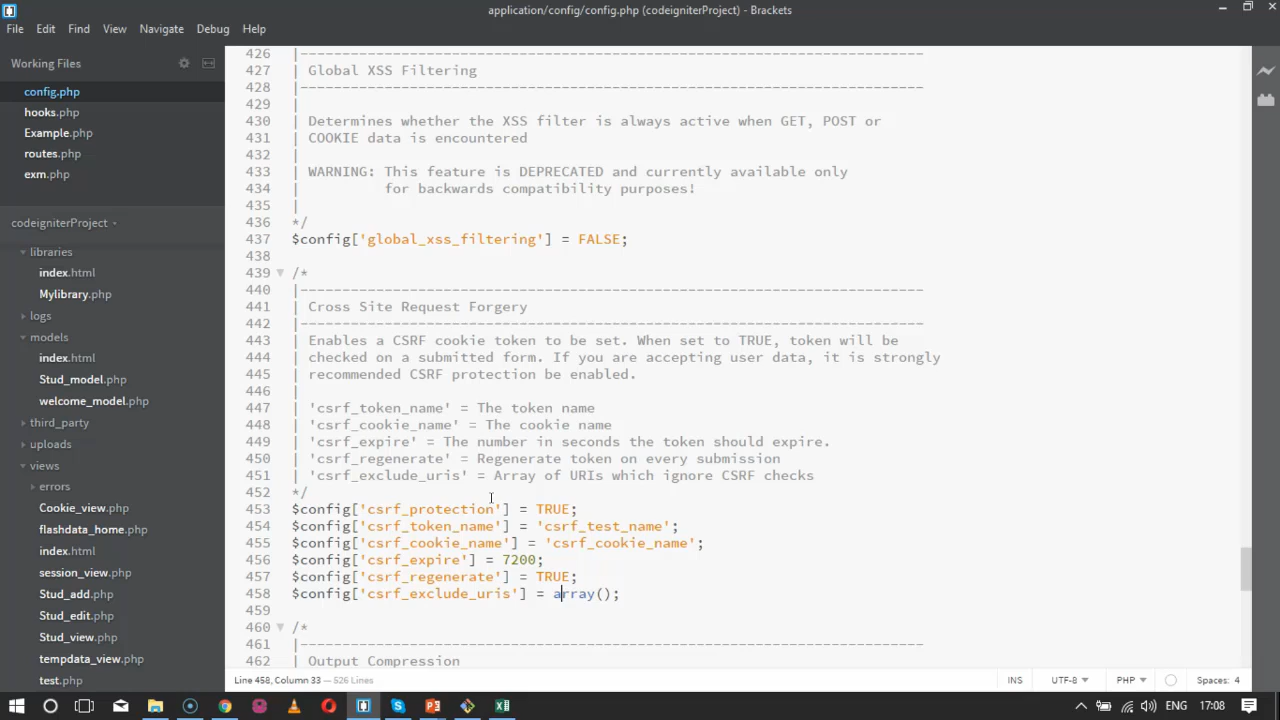 application/config/config.php (codeigniterProject) - Brackets
File Edit Find View Navigate Debug Help
Working Files
config.php
hooks.php
Example.php
routes.php
exm.php
codeigniterProject
libraries
index.html
Mylibrary.php
logs
models
index.html
Stud_model.php
welcome_model.php
third_party
uploads
views
errors
Cookie_view.php
flashdata_home.php
index.html
session_view.php
Stud_add.php
Stud_edit.php
Stud_view.php
tempdata_view.php
test.php
426 |--------------------------------------------------------------------------
427 | Global XSS Filtering
428 |--------------------------------------------------------------------------
429 |
430 | Determines whether the XSS filter is always active when GET, POST or
431 | COOKIE data is encountered
432 |
433 | WARNING: This feature is DEPRECATED and currently available only
434 |          for backwards compatibility purposes!
435 |
436 */
437 $config['global_xss_filtering'] = FALSE;
438
439 /*
440 |--------------------------------------------------------------------------
441 | Cross Site Request Forgery
442 |--------------------------------------------------------------------------
443 | Enables a CSRF cookie token to be set. When set to TRUE, token will be
444 | checked on a submitted form. If you are accepting user data, it is strongly
445 | recommended CSRF protection be enabled.
446 |
447 | 'csrf_token_name' = The token name
448 | 'csrf_cookie_name' = The cookie name
449 | 'csrf_expire' = The number in seconds the token should expire.
450 | 'csrf_regenerate' = Regenerate token on every submission
451 | 'csrf_exclude_uris' = Array of URIs which ignore CSRF checks
452 */
453 $config['csrf_protection'] = TRUE;
454 $config['csrf_token_name'] = 'csrf_test_name';
455 $config['csrf_cookie_name'] = 'csrf_cookie_name';
456 $config['csrf_expire'] = 7200;
457 $config['csrf_regenerate'] = TRUE;
458 $config['csrf_exclude_uris'] = array();
459
460 /*
461 |--------------------------------------------------------------------------
462 | Output Compression
Line 458, Column 33 — 526 Lines
INS UTF-8 PHP Spaces: 4
17:08